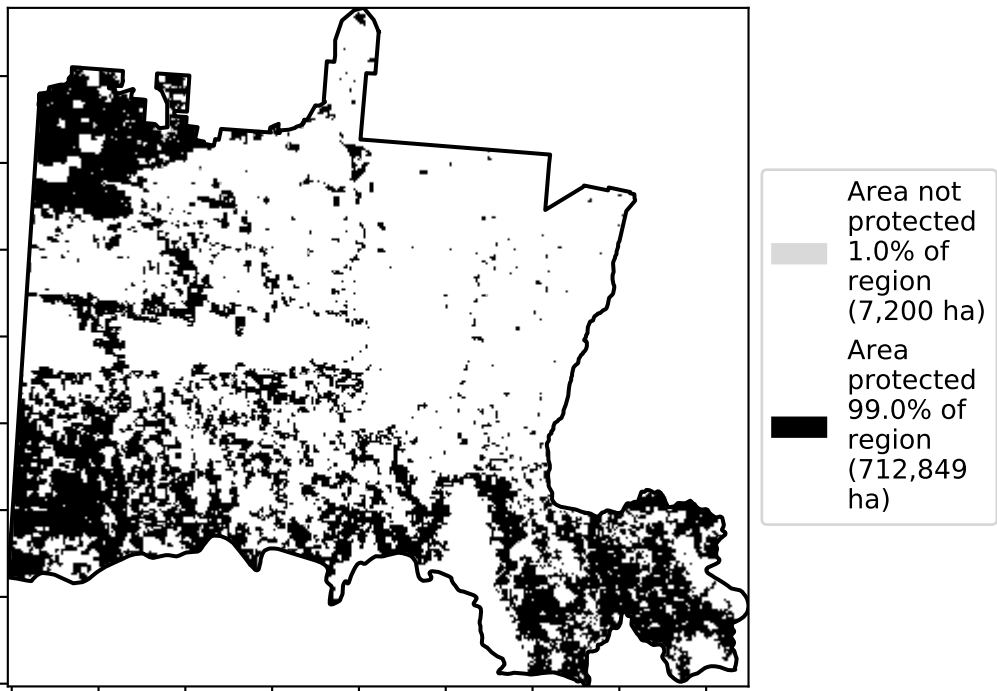 Area not
protected
1.0% of
region
(7,200 ha)
Area
protected
99.0% of
region
(712,849
ha)